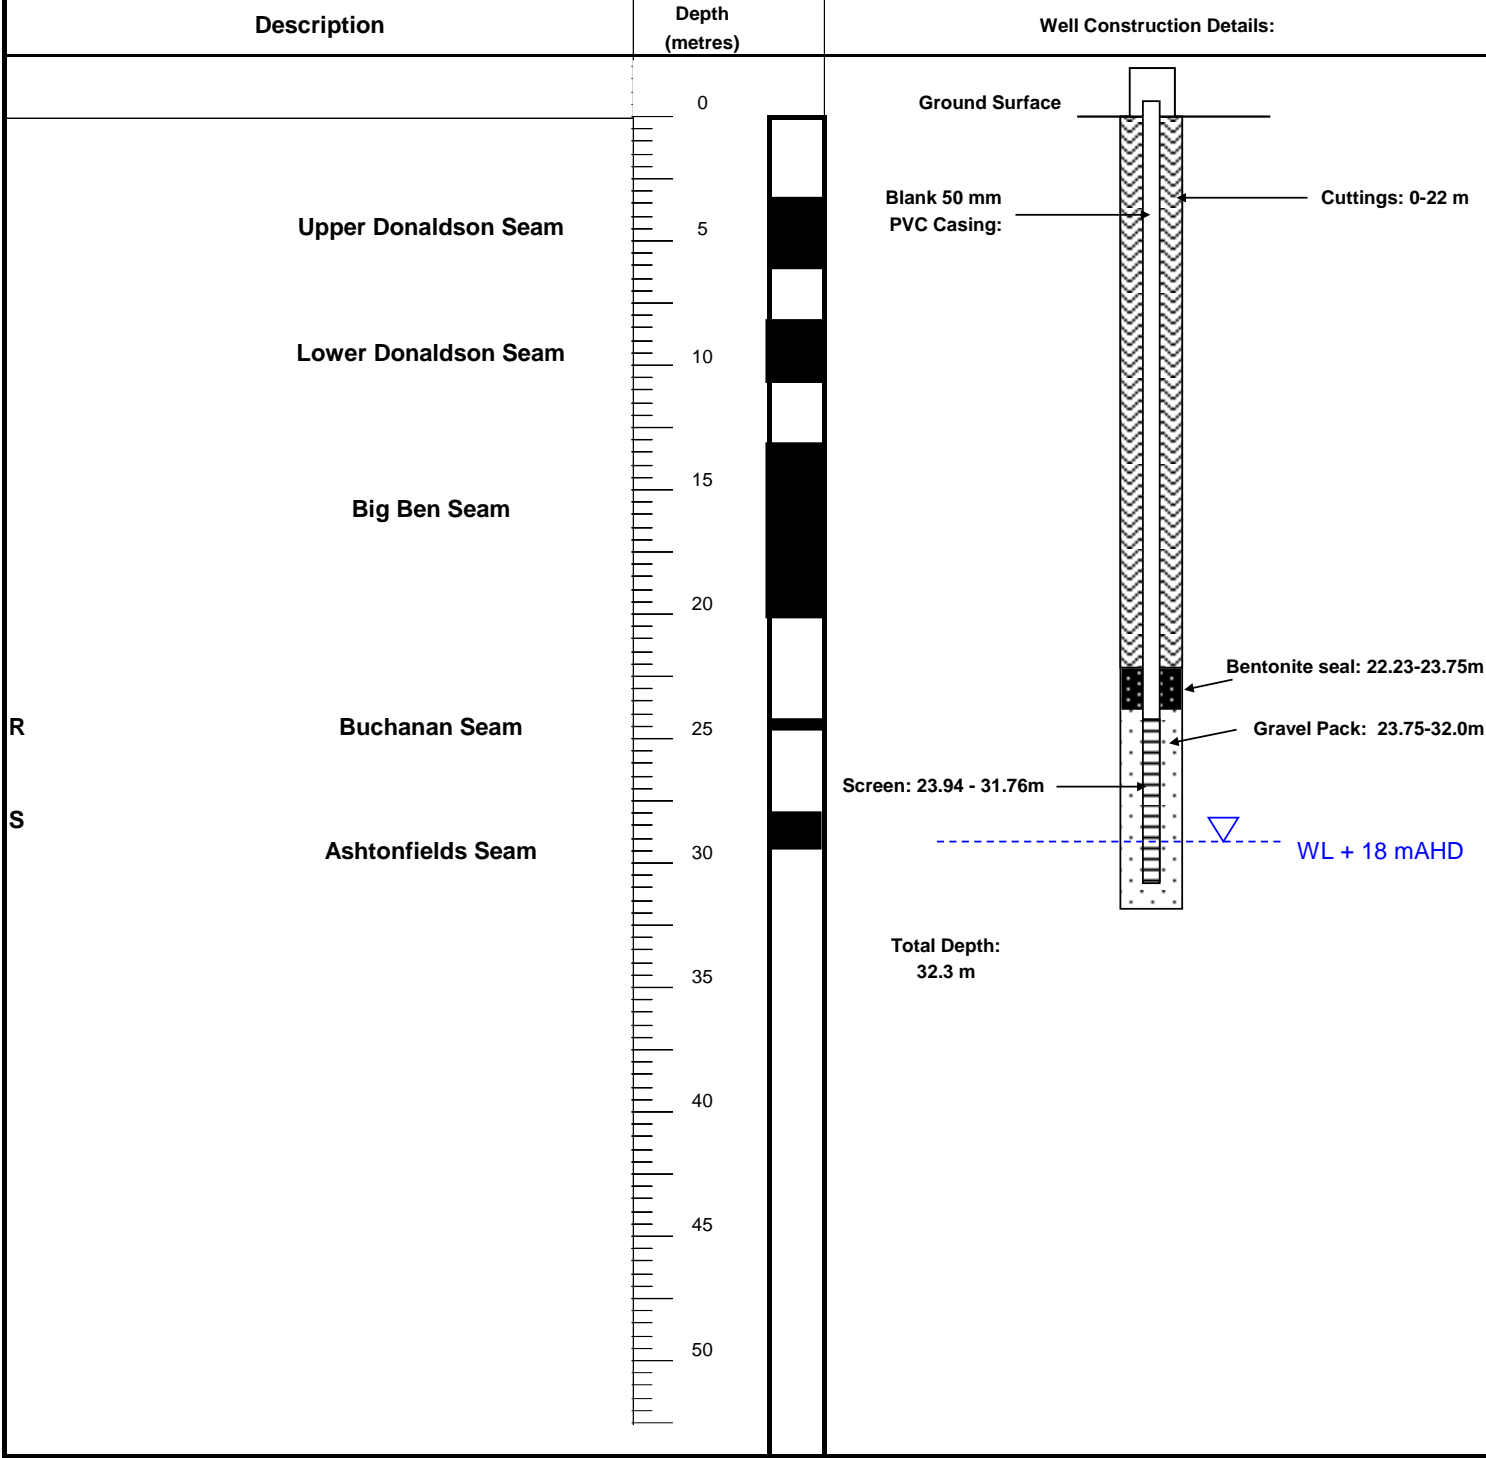 Description
Depth
(metres)
Well Construction Details:
0
Ground Surface
Blank 50 mm
PVC Casing:
Cuttings: 0-22 m
Upper Donaldson Seam
5
Lower Donaldson Seam
10
15
Big Ben Seam
20
Bentonite seal: 22.23-23.75m
R
Buchanan Seam
25
Gravel Pack:  23.75-32.0m
Screen: 23.94 - 31.76m
S
Ashtonfields Seam
30
WL + 18 mAHD
Total Depth:
32.3 m
35
40
45
50